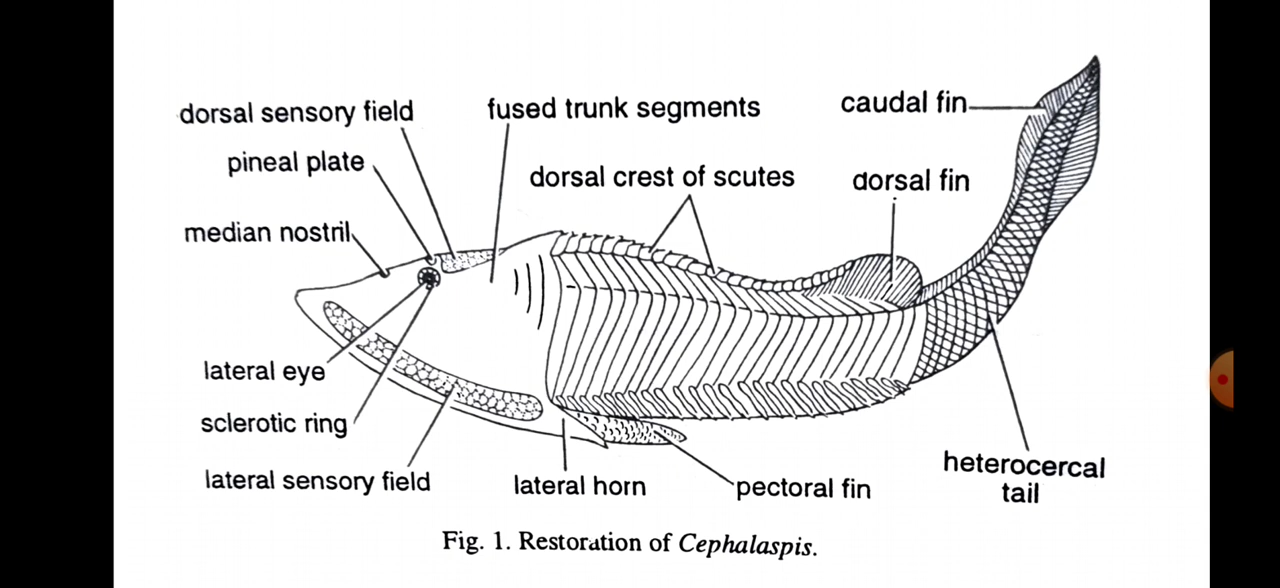 dorsal sensory field
fused trunk segments
caudal fin
pineal plate
dorsal crest of scutes
dorsal fin
median nostril
lateral eye
sclerotic ring
lateral sensory field
lateral horn
pectoral fin
heterocercal
tail
Fig. 1. Restoration of Cephalaspis.